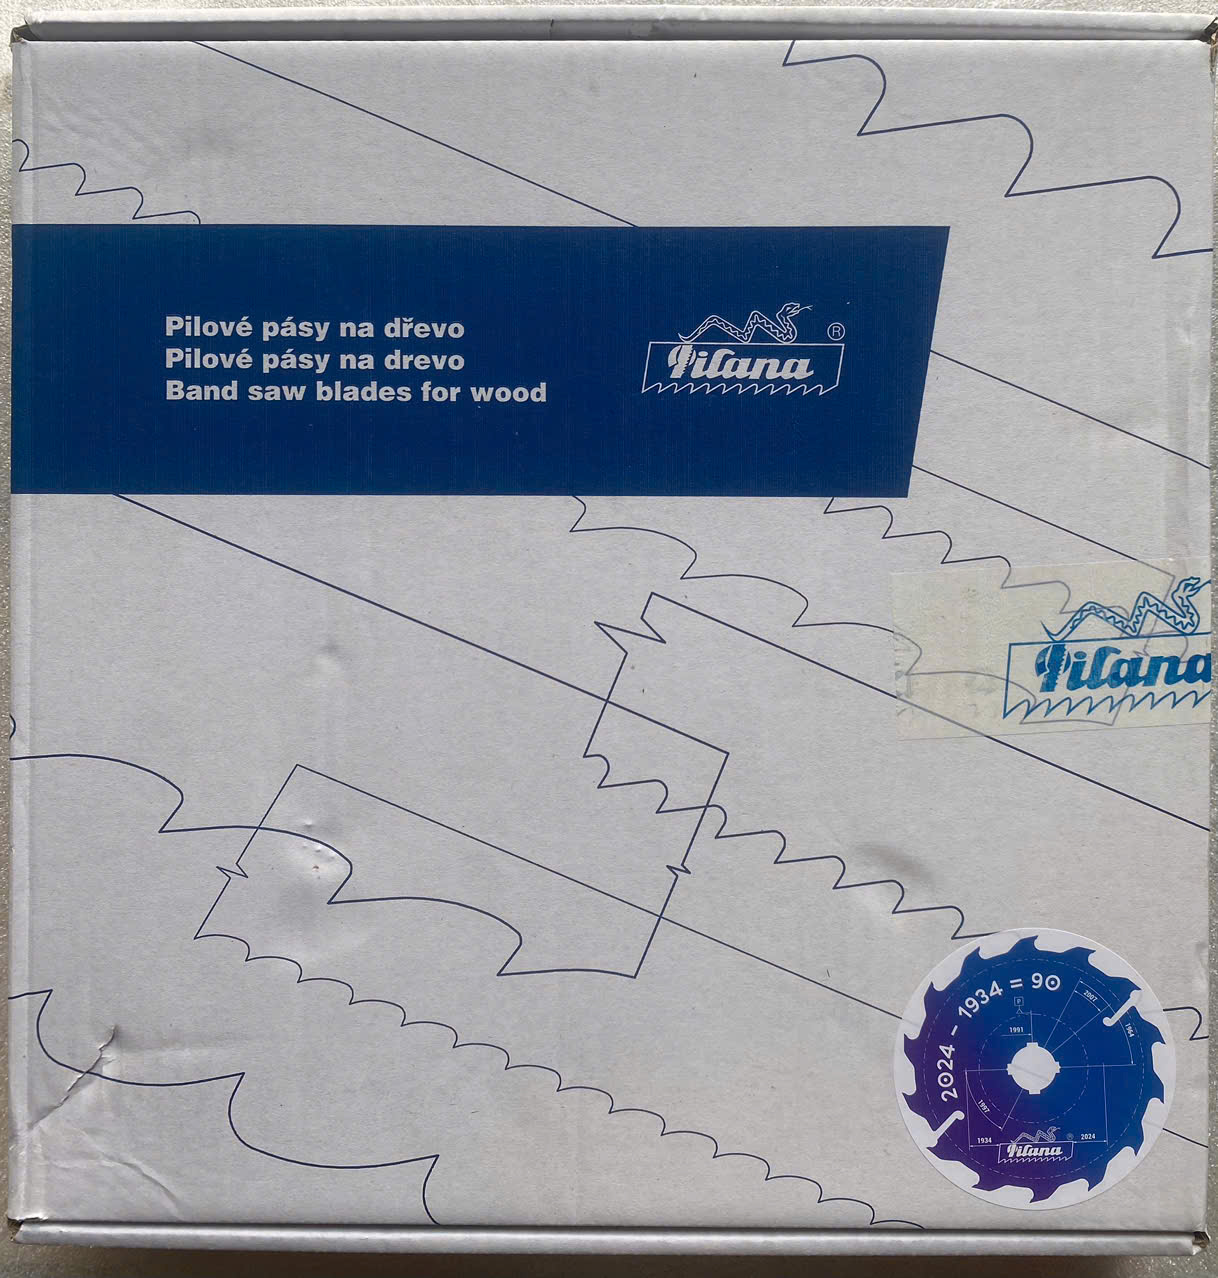 Pilové pásy na dřevo
Pilové pásy na drevo
Band saw blades for wood
Pilana ®
Pilana
2024 - 1934 = 90
P
2007
1991
1964
1997
1934
2024
Pilana ®